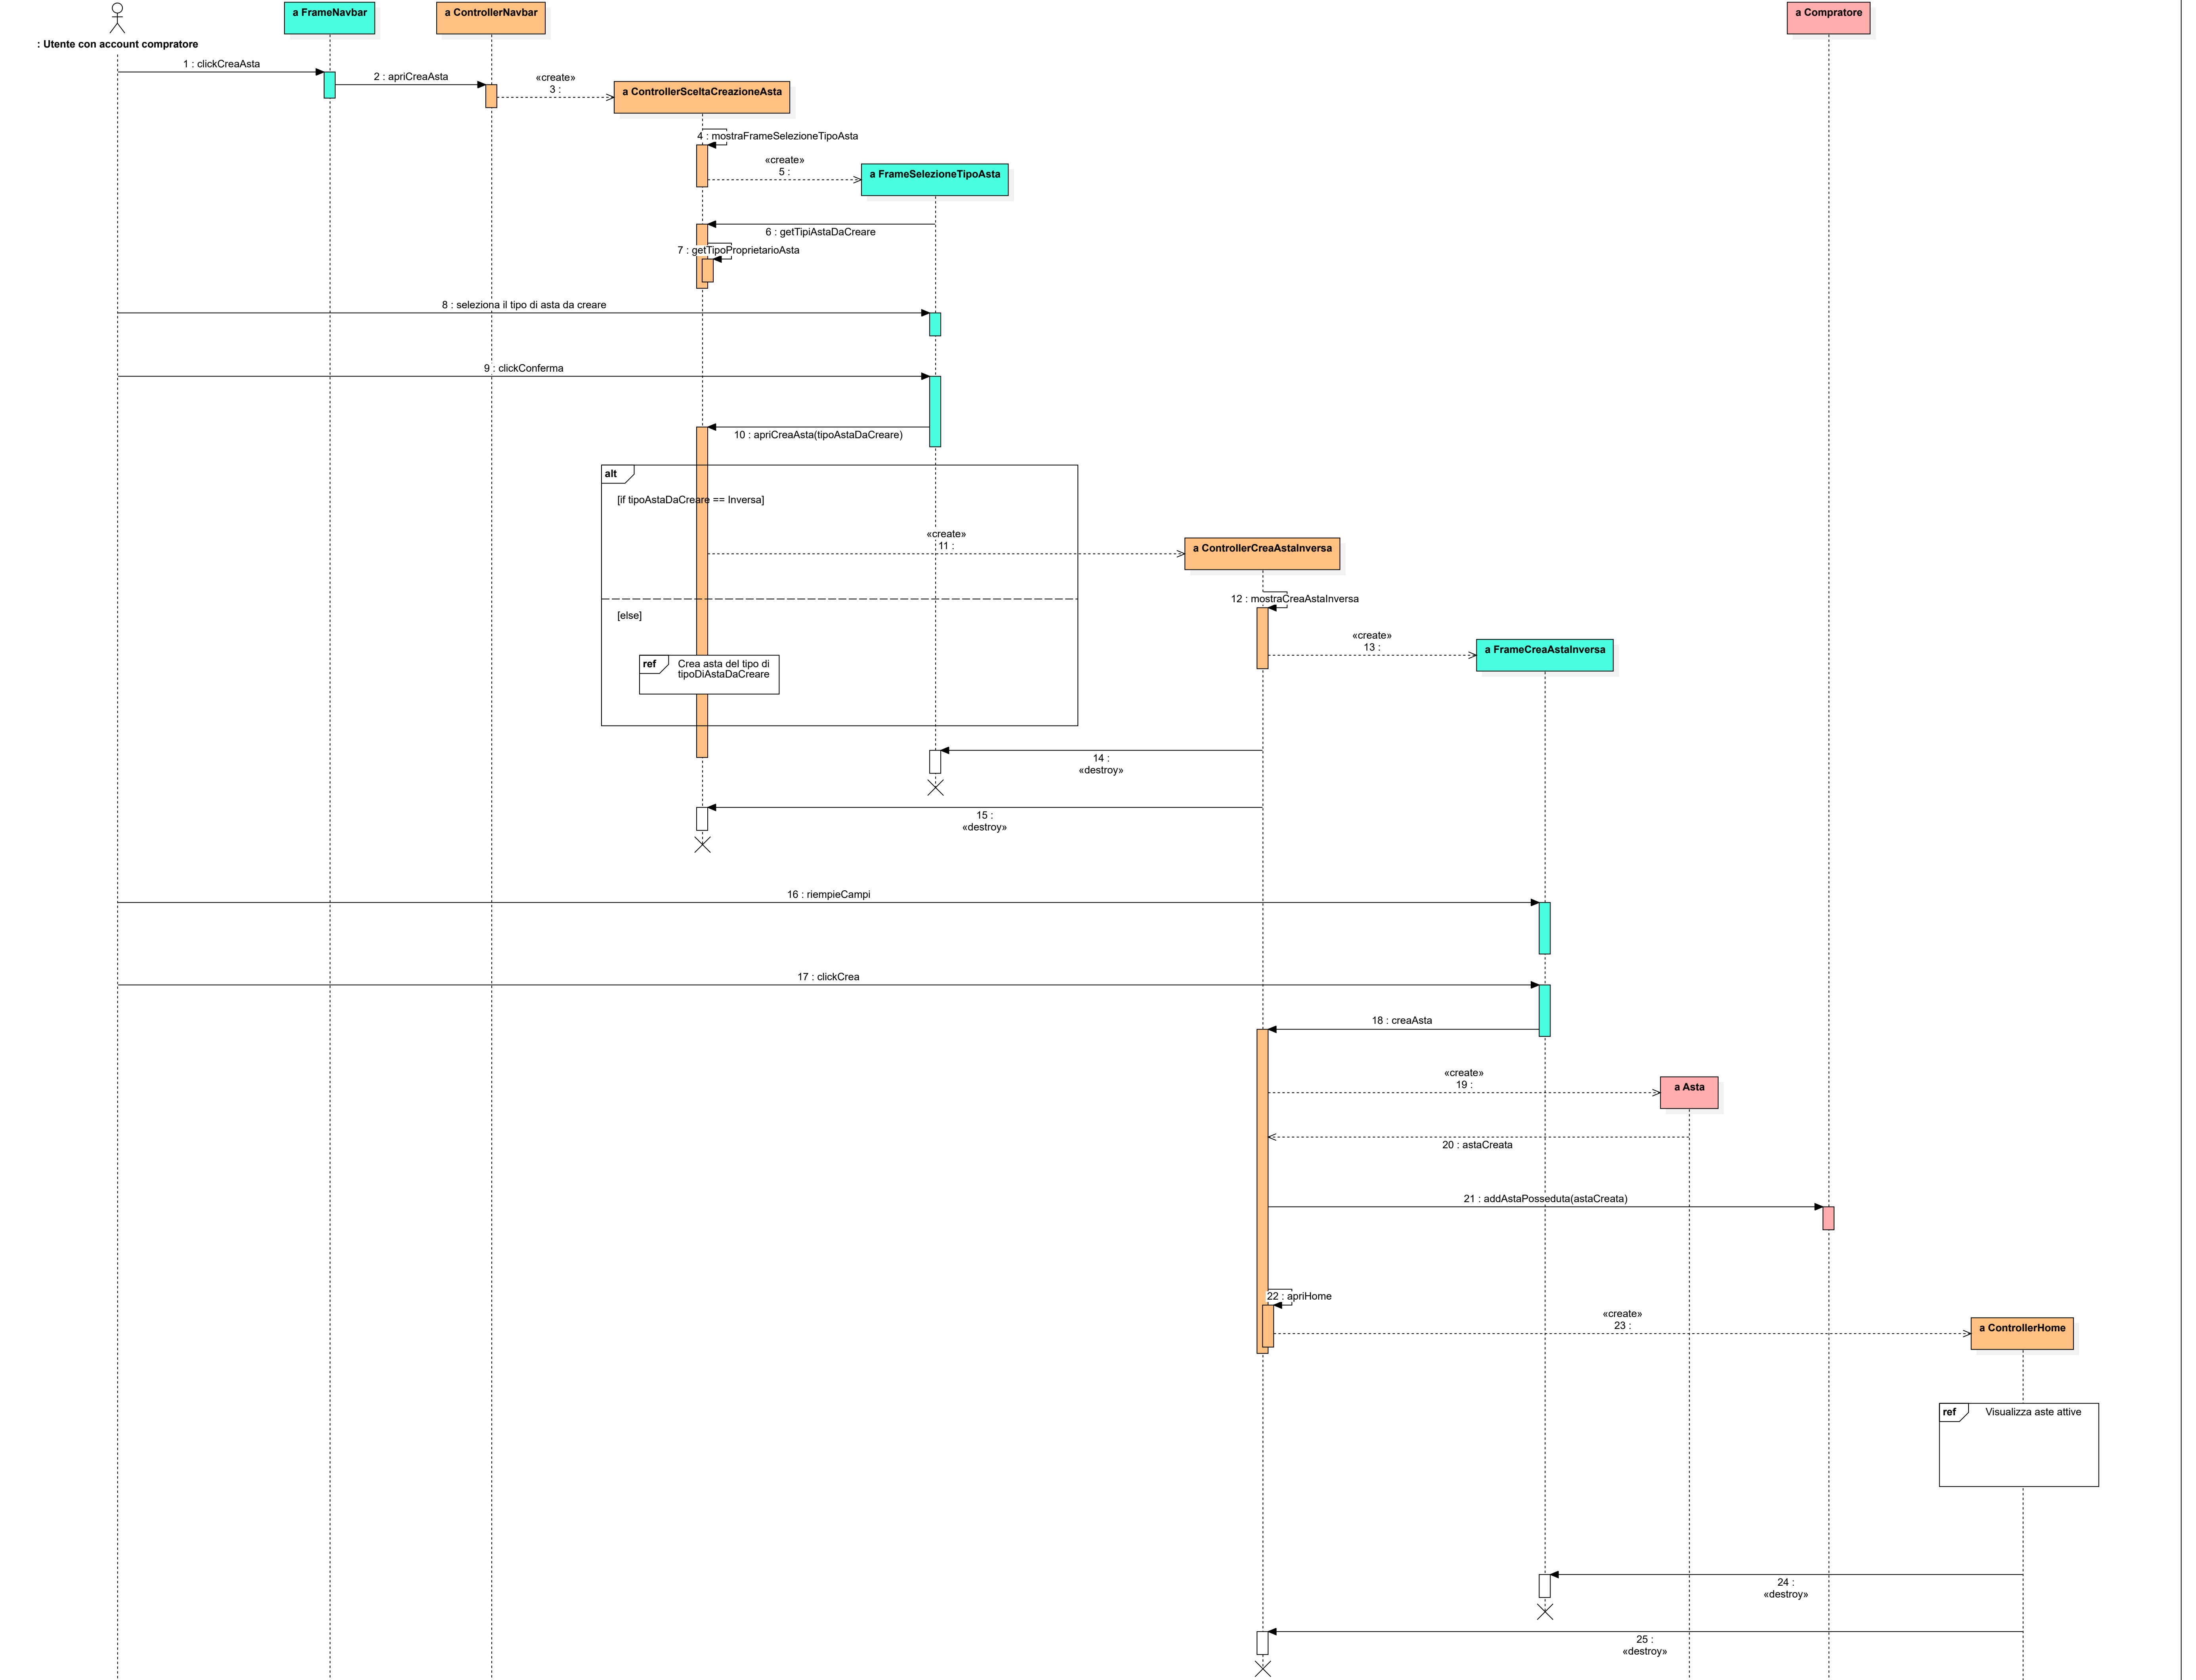 a FrameNavbar
a ControllerNavbar
a Compratore
: Utente con account compratore
1 : clickCreaAsta
2 : apriCreaAsta
«create»
3 :
a ControllerSceltaCreazioneAsta
4 : mostraFrameSelezioneTipoAsta
«create»
5 :
a FrameSelezioneTipoAsta
6 : getTipiAstaDaCreare
7 : getTipoProprietarioAsta
8 : seleziona il tipo di asta da creare
9 : clickConferma
10 : apriCreaAsta(tipoAstaDaCreare)
alt
[if tipoAstaDaCreare == Inversa]
«create»
11 :
a ControllerCreaAstaInversa
12 : mostraCreaAstaInversa
[else]
«create»
13 :
a FrameCreaAstaInversa
ref
Crea asta del tipo di
tipoDiAstaDaCreare
14 :
«destroy»
15 :
«destroy»
16 : riempieCampi
17 : clickCrea
18 : creaAsta
«create»
19 :
a Asta
20 : astaCreata
21 : addAstaPosseduta(astaCreata)
22 : apriHome
«create»
23 :
a ControllerHome
ref
Visualizza aste attive
24 :
«destroy»
25 :
«destroy»